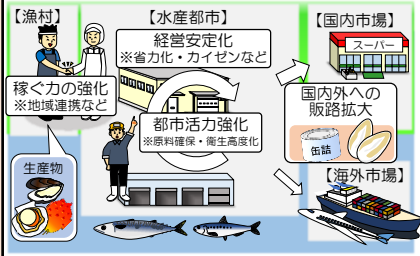 【漁村】
【水産都市】
【国内市場】
経営安定化
※省力化・カイゼンなど
スーパー
稼ぐ力の強化
※地域連携など
国内外への
販路拡大
都市活力強化
※原料確保・衛生高度化
缶詰
生産物
【海外市場】